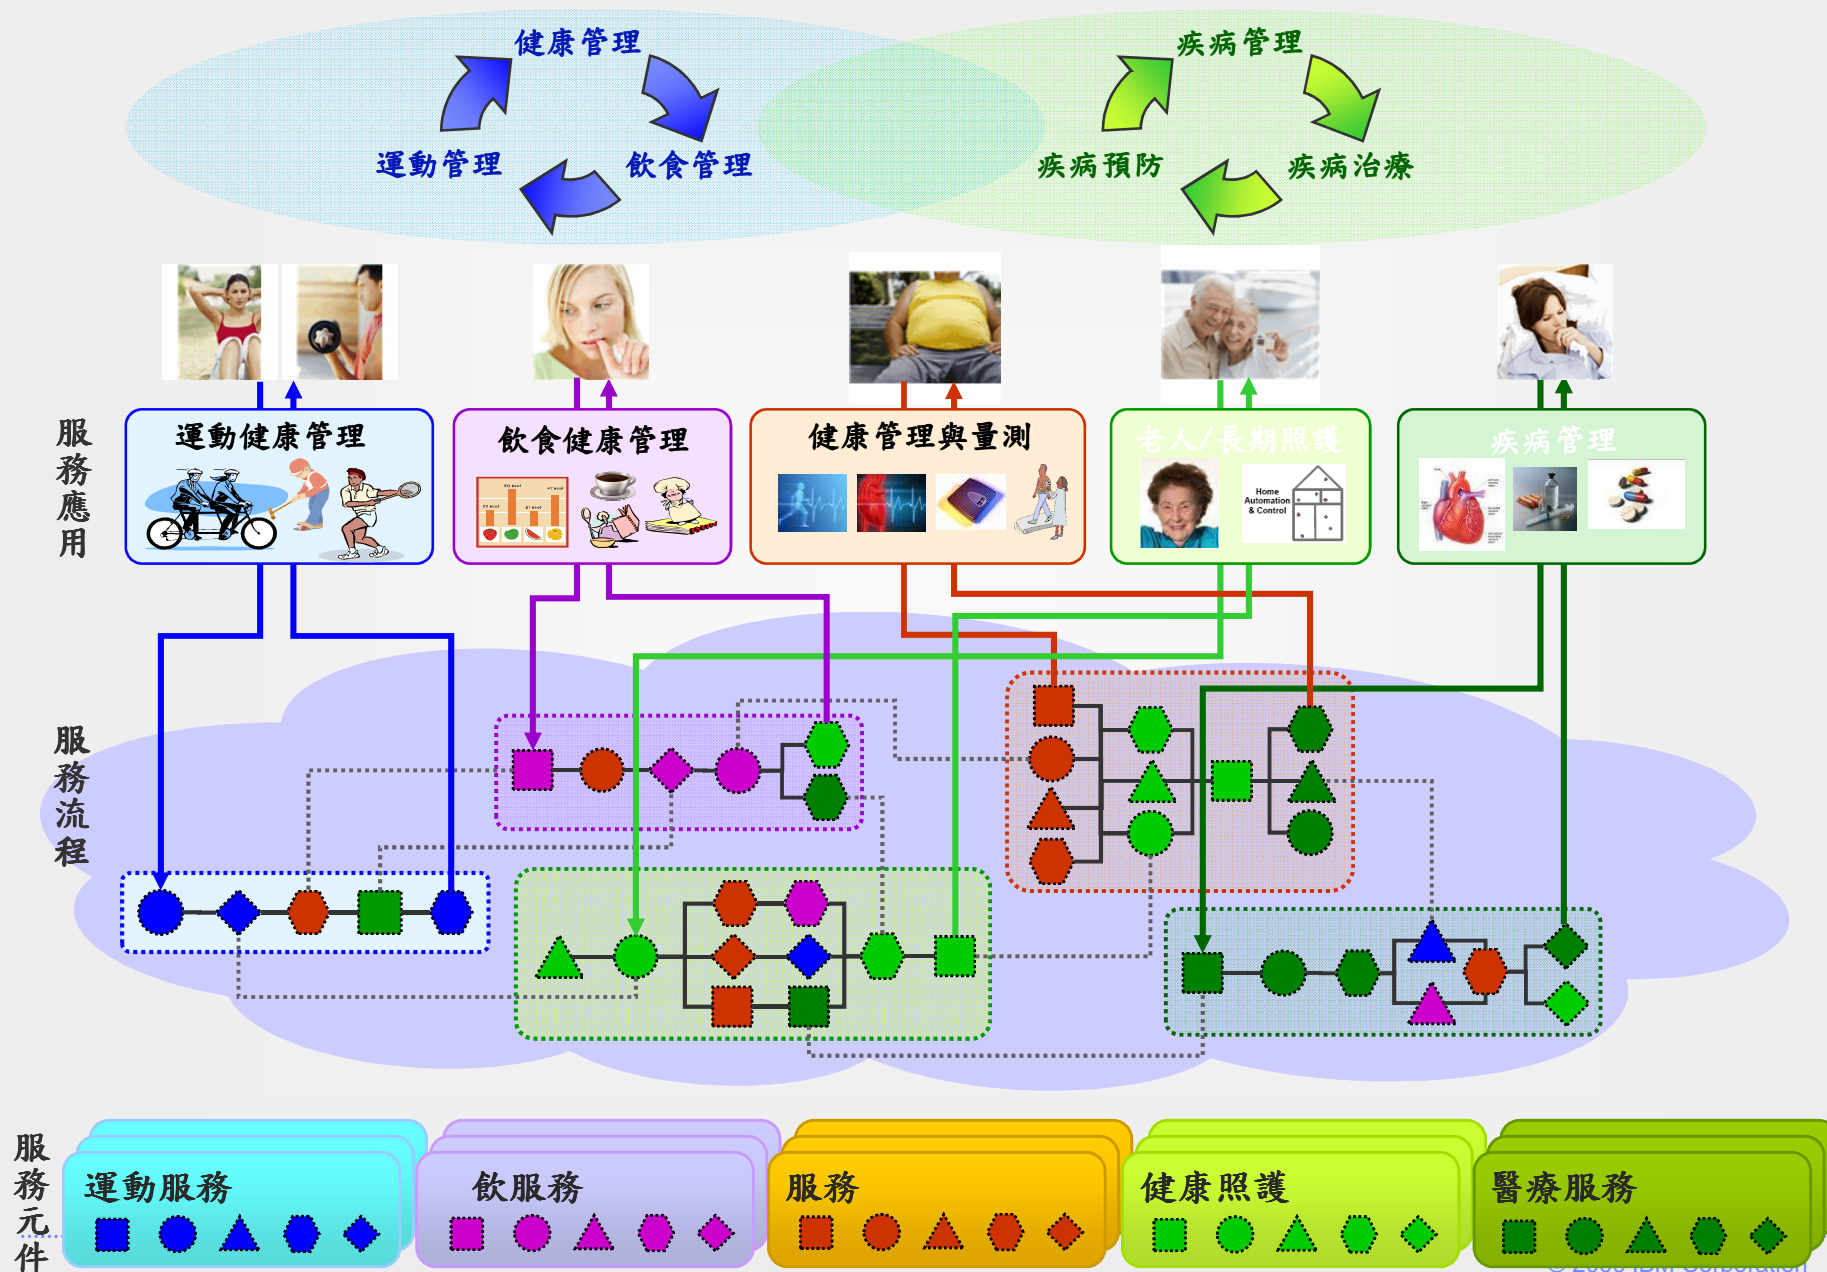 健康管理
疾病管理
運動管理
飲食管理
疾病預防
疾病治療
服務應用
運動健康管理
飲食健康管理
健康管理與量測
老人/長期照護
疾病管理
Home
Automation
& Control
服務流程
服務元件
運動服務
飲服務
服務
健康照護
醫療服務